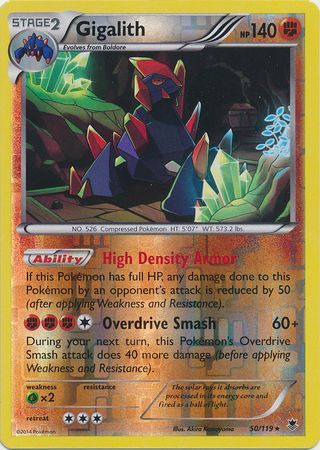 STAGE2 Gigalith HP 140
Evolves from Boldore
NO. 526 Compressed Pokémon HT: 5'07" WT: 573.2 lbs.
Ability High Density Armor
If this Pokémon has full HP, any damage done to this
Pokémon by an opponent's attack is reduced by 50
(after applying Weakness and Resistance).
Overdrive Smash 60+
During your next turn, this Pokémon's Overdrive
Smash attack does 40 more damage (before applying
Weakness and Resistance).
weakness resistance
×2
retreat
The solar rays it absorbs are
processed in its energy core and
fired as a ball of light.
©2014 Pokémon
Illus. Akira Komayama
50/119 ★